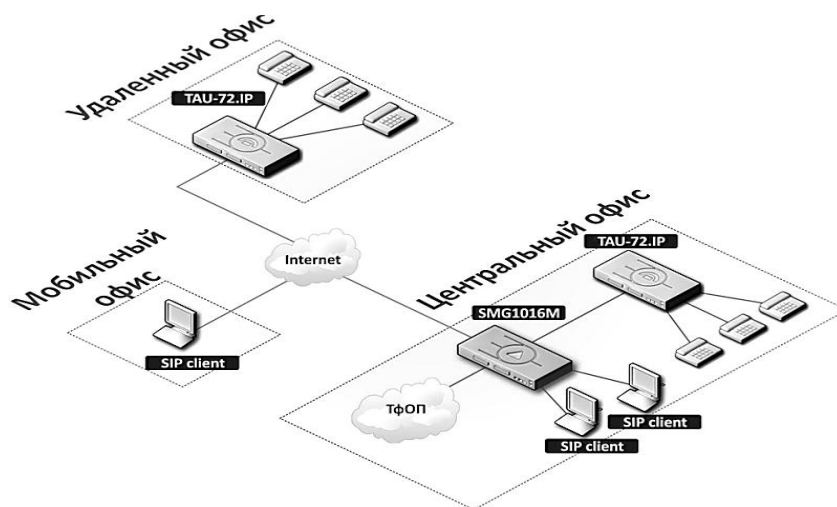 Удаленный офис
TAU-72.IP
Internet
Мобильный
офис
SIP client
Центральный офис
TAU-72.IP
SMG1016M
ТфОП
SIP client
SIP client